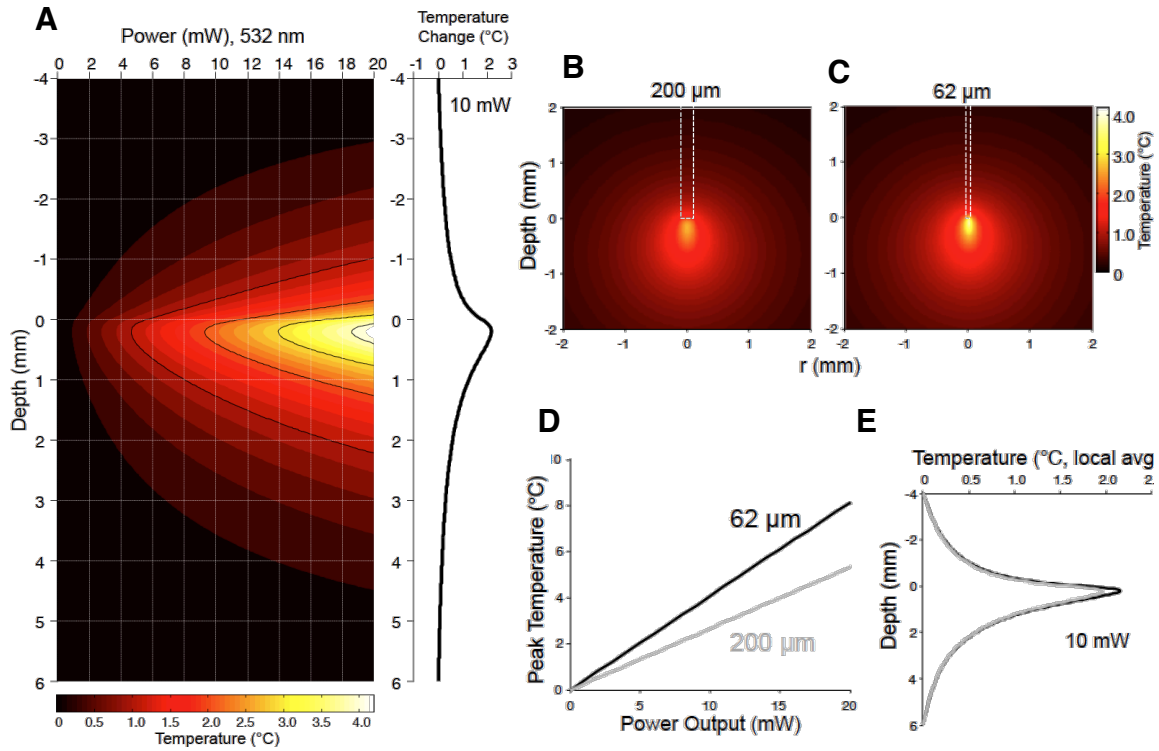 A
Power (mW), 532 nm
0 2 4 6 8 10 12 14 16 18 20
Temperature
Change (°C)
-1 0 1 2 3
10 mW
-4
-3
-2
-1
0
1
2
3
4
5
6
Depth (mm)
-4
-3
-2
-1
0
1
2
3
4
5
6
0 0.5 1.0 1.5 2.0 2.5 3.0 3.5 4.0
Temperature (°C)
B
200 µm
2
1
0
-1
-2
Depth (mm)
-2 -1 0 1 2
r (mm)
C
62 µm
2
1
0
-1
-2
-2 -1 0 1 2
4.0
3.0
2.0
1.0
0
Temperature (°C)
D
10
8
6
4
2
0
Peak Temperature (°C)
62 µm
200 µm
0 5 10 15 20
Power Output (mW)
E
Temperature (°C, local avg
0 0.5 1.0 1.5 2.0 2.
-4
-2
0
2
4
6
Depth (mm)
10 mW